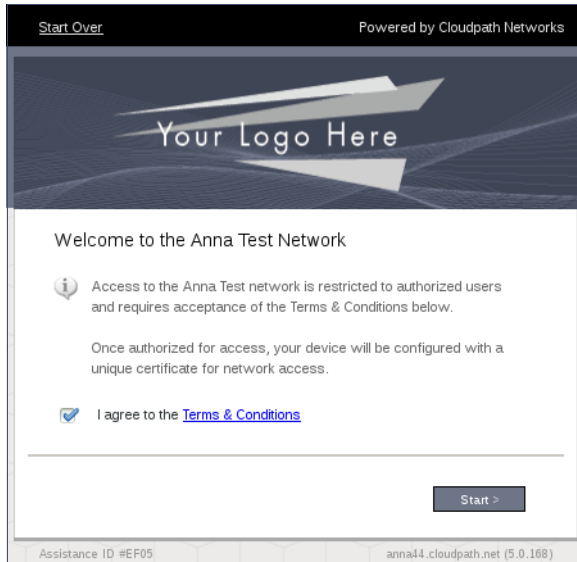 Start Over
Powered by Cloudpath Networks
Your Logo Here
Welcome to the Anna Test Network
Access to the Anna Test network is restricted to authorized users
and requires acceptance of the Terms & Conditions below.
Once authorized for access, your device will be configured with a
unique certificate for network access.
I agree to the Terms & Conditions
Start >
Assistance ID #EF05
anna44.cloudpath.net (5.0.168)